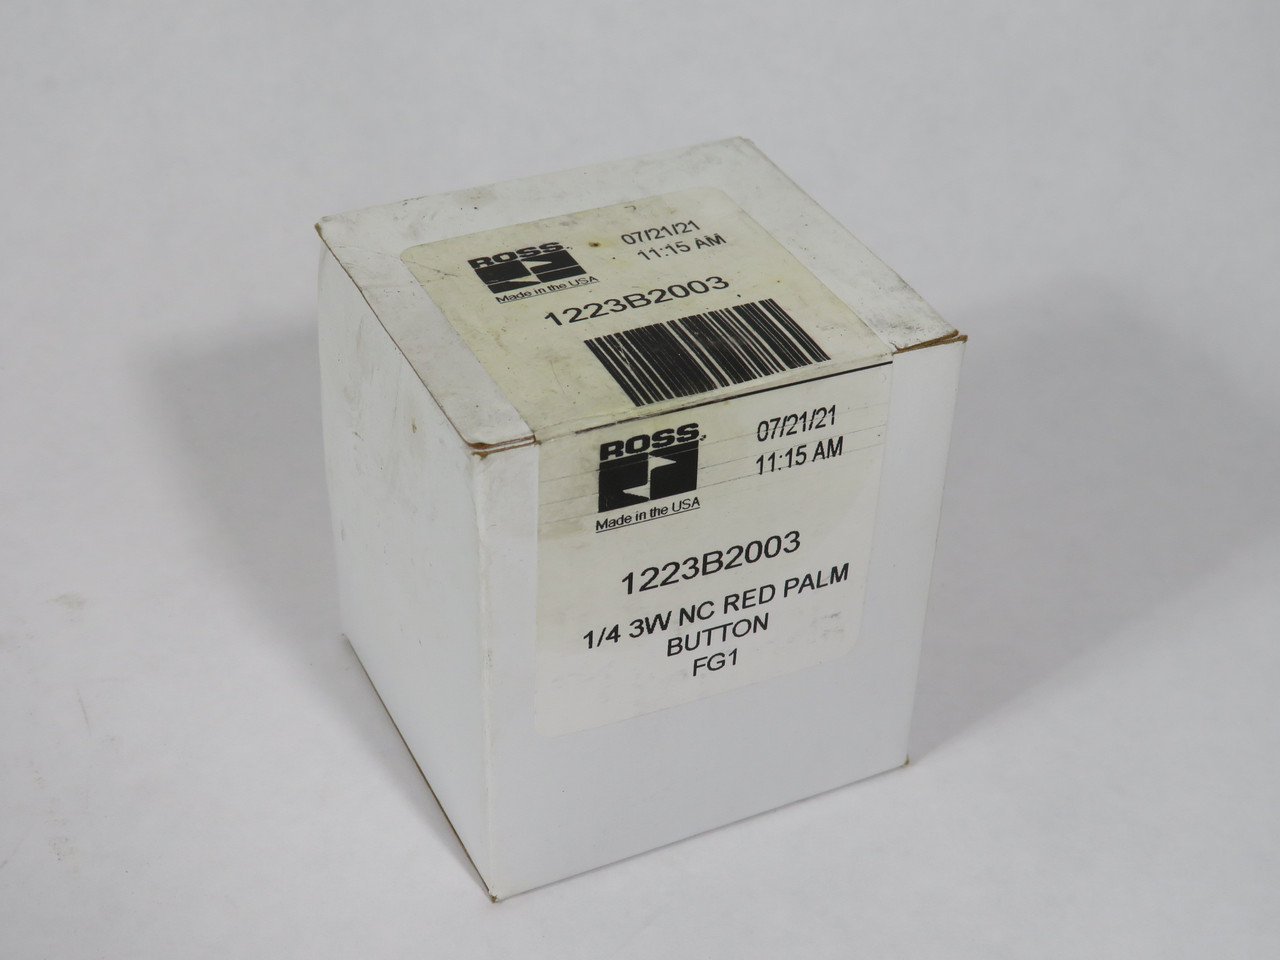 ROSS
Made in the USA
07/21/21
11:15 AM
1223B2003
ROSS
Made in the USA
07/21/21
11:15 AM
1223B2003
1/4 3W NC RED PALM
BUTTON
FG1